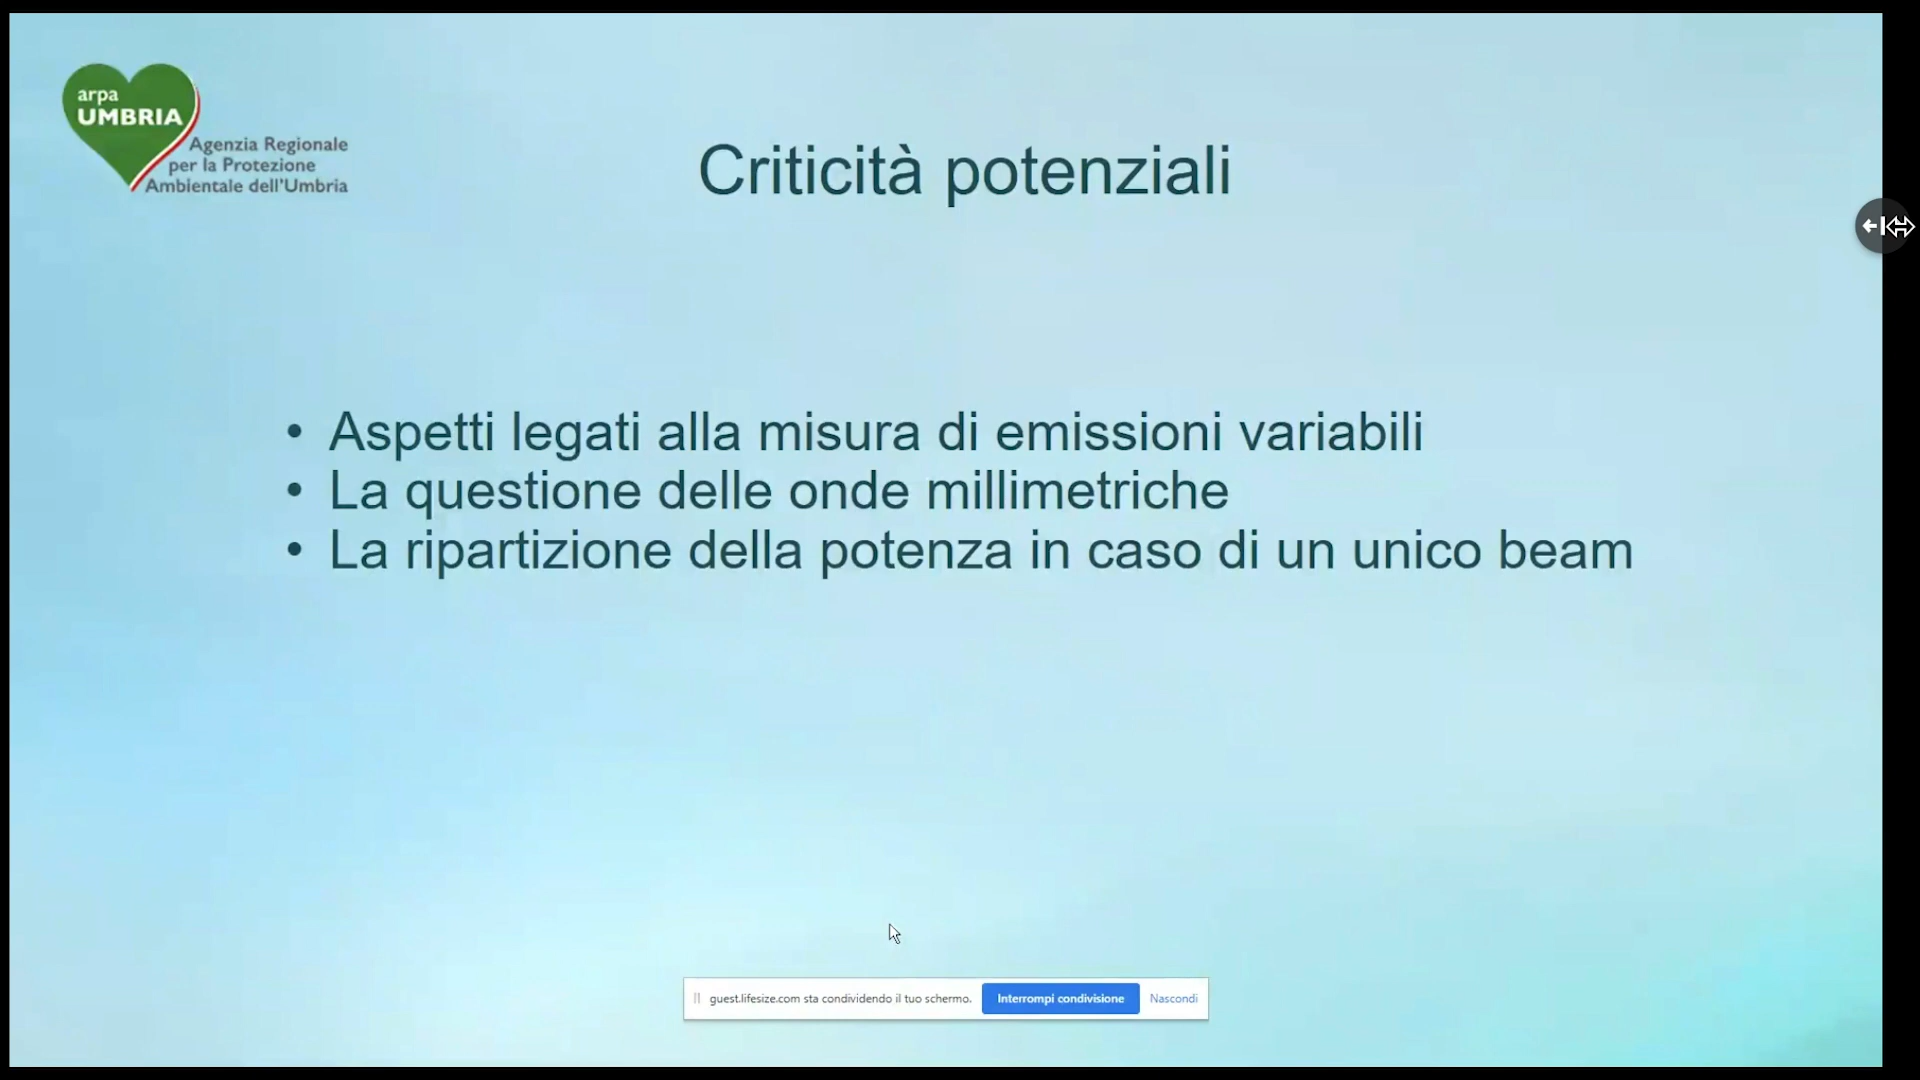 arpa
UMBRIA
Agenzia Regionale
per la Protezione
Ambientale dell'Umbria
Criticità potenziali
• Aspetti legati alla misura di emissioni variabili
• La questione delle onde millimetriche
• La ripartizione della potenza in caso di un unico beam
guest.lifesize.com sta condividendo il tuo schermo. Interrompi condivisione Nascondi